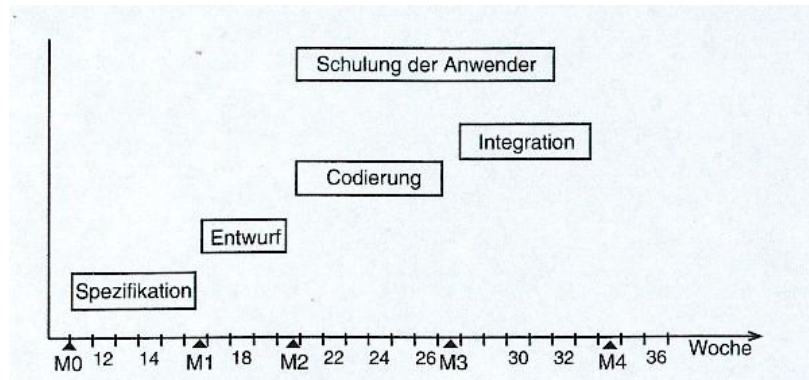 Schulung der Anwender
Integration
Codierung
Entwurf
Spezifikation
M0 12 14 M1 18 M2 22 24 26 M3 30 32 M4 36 Woche